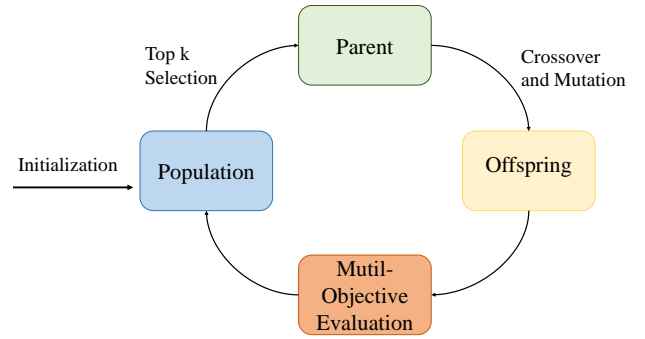 Top k
Selection
Parent
Crossover
and Mutation
Initialization
Population
Offspring
Mutil-
Objective
Evaluation